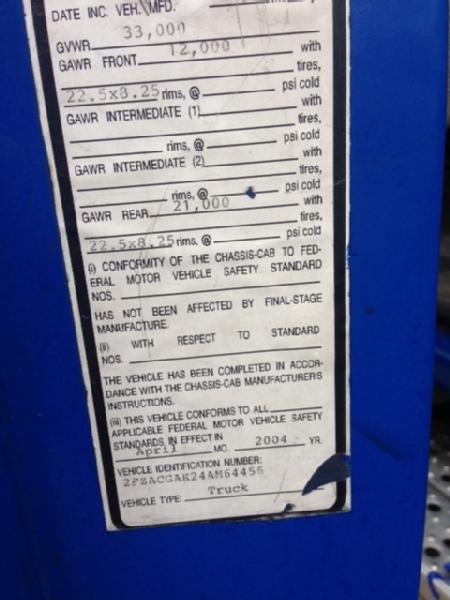 DATE INC. VEH. MFD.
GVWR 33,000
GAWR FRONT 12,000 with
tires,
22.5x8.25 rims, @ psi cold
GAWR INTERMEDIATE (1) with
tires,
rims, @ psi cold
GAWR INTERMEDIATE (2) with
tires,
rims, @ psi cold
GAWR REAR 21,000 with
tires,
22.5x8.25 rims, @ psi cold
(i) CONFORMITY OF THE CHASSIS-CAB TO FED-
ERAL MOTOR VEHICLE SAFETY STANDARD
NOS.
HAS NOT BEEN AFFECTED BY FINAL-STAGE
MANUFACTURE.
(ii) WITH RESPECT TO STANDARD
NOS.
THE VEHICLE HAS BEEN COMPLETED IN ACCOR-
DANCE WITH THE CHASSIS-CAB MANUFACTURERS
INSTRUCTIONS.
(iii) THIS VEHICLE CONFORMS TO ALL
APPLICABLE FEDERAL MOTOR VEHICLE SAFETY
STANDARDS IN EFFECT IN
April MO. 2004 YR.
VEHICLE IDENTIFICATION NUMBER:
2FZACGAK24AM64456
VEHICLE TYPE: Truck